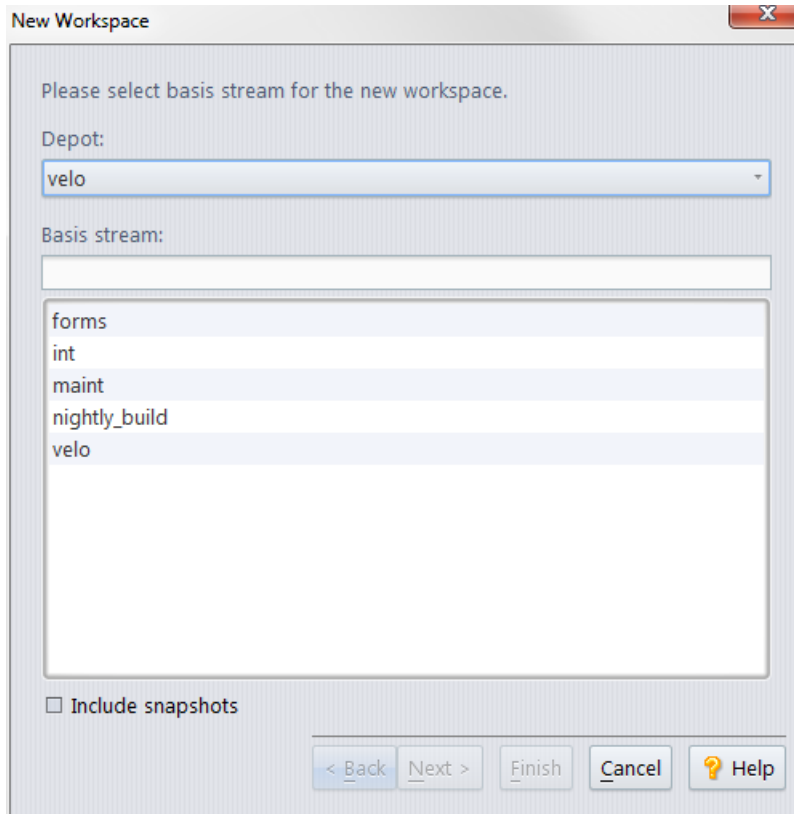 New Workspace
Please select basis stream for the new workspace.
Depot:
velo
Basis stream:
forms
int
maint
nightly_build
velo
Include snapshots
< Back Next > Finish Cancel Help